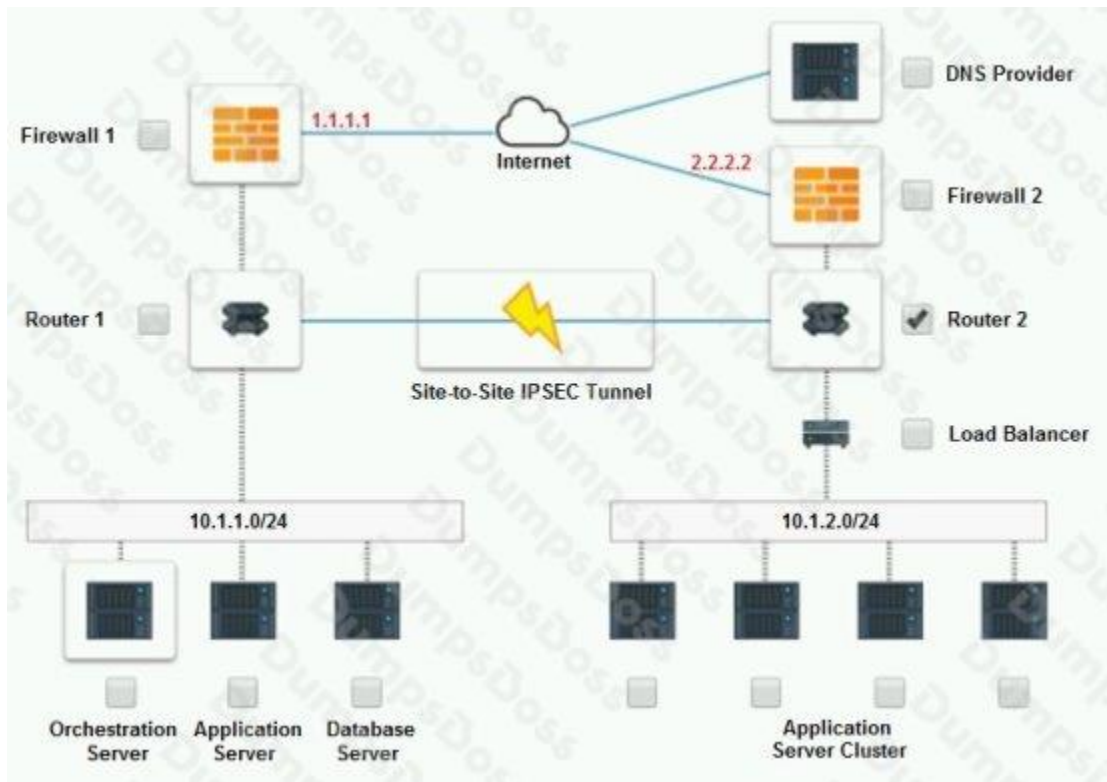 DNS Provider
Firewall 1
1.1.1.1
Internet
2.2.2.2
Firewall 2
Router 1
Router 2
Site-to-Site IPSEC Tunnel
Load Balancer
10.1.1.0/24
10.1.2.0/24
Orchestration
Server
Application
Server
Database
Server
Application
Server Cluster
DumpsDoss